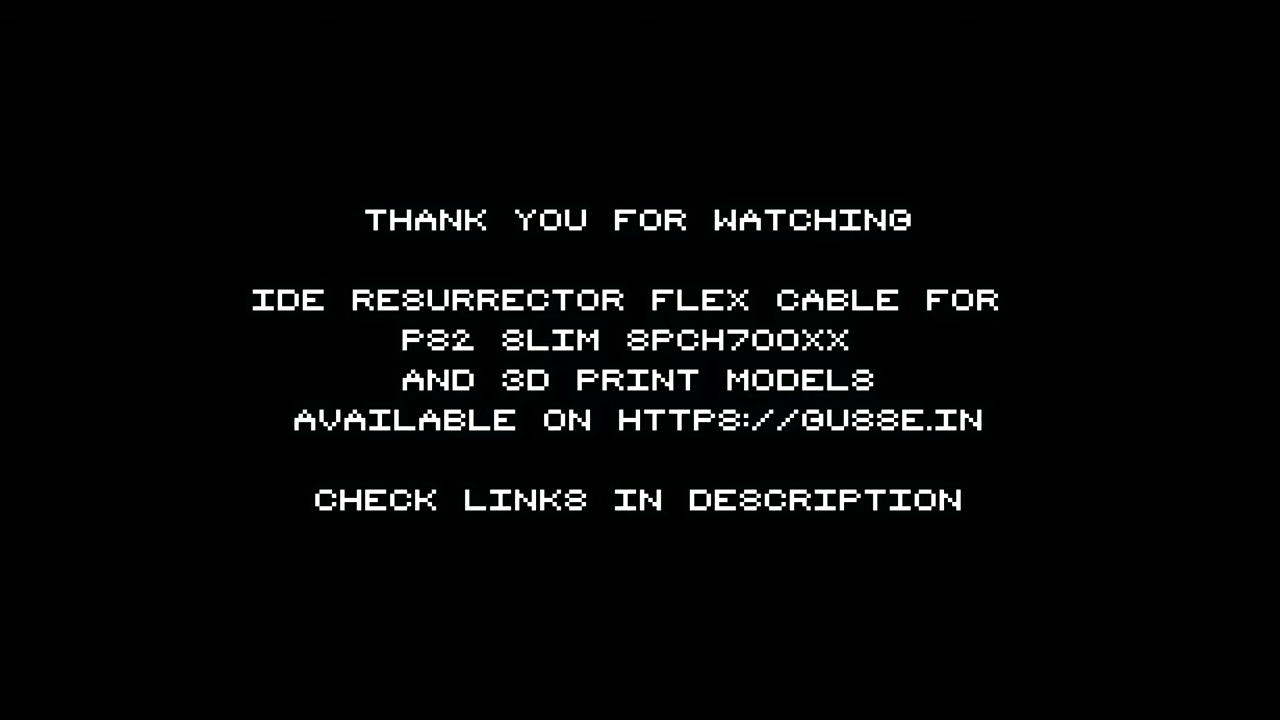 THANK YOU FOR WATCHING
IDE RESURRECTOR FLEX CABLE FOR
PS2 SLIM SPCH700XX
AND 3D PRINT MODELS
AVAILABLE ON HTTPS://GUSSE.IN
CHECK LINKS IN DESCRIPTION